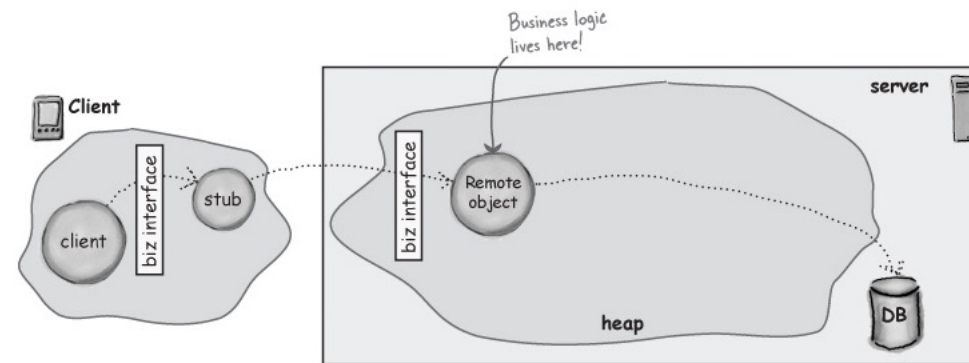 Business logic
lives here!
Client
server
client
biz interface
stub
biz interface
Remote
object
DB
heap